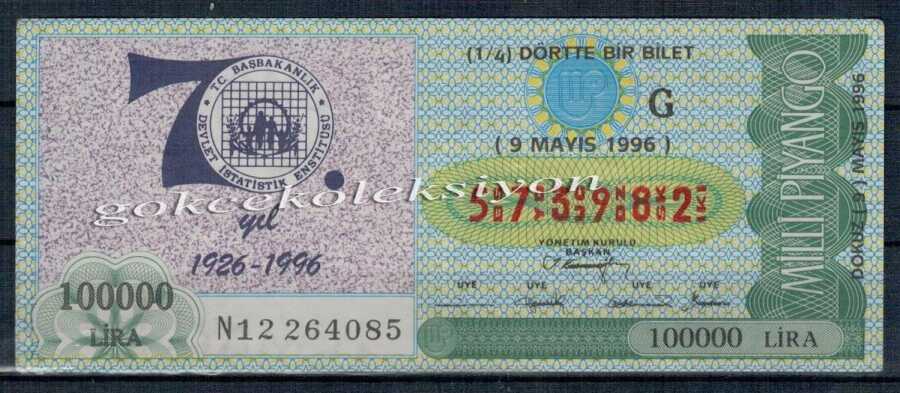 70.
T.C. BAŞBAKANLIK
DEVLET İSTATİSTİK ENSTİTÜSÜ
yıl
1926-1996
100000
LİRA
N12 264085
(1/4) DÖRTTE BİR BİLET
G
( 9 MAYIS 1996 )
573982
YÖNETİM KURULU
BAŞKAN
ÜYE ÜYE ÜYE ÜYE
100000 LİRA
MİLLİ PİYANGO
DOKUZ ( 9 ) MAYIS 1996
gokcekoleksiyon